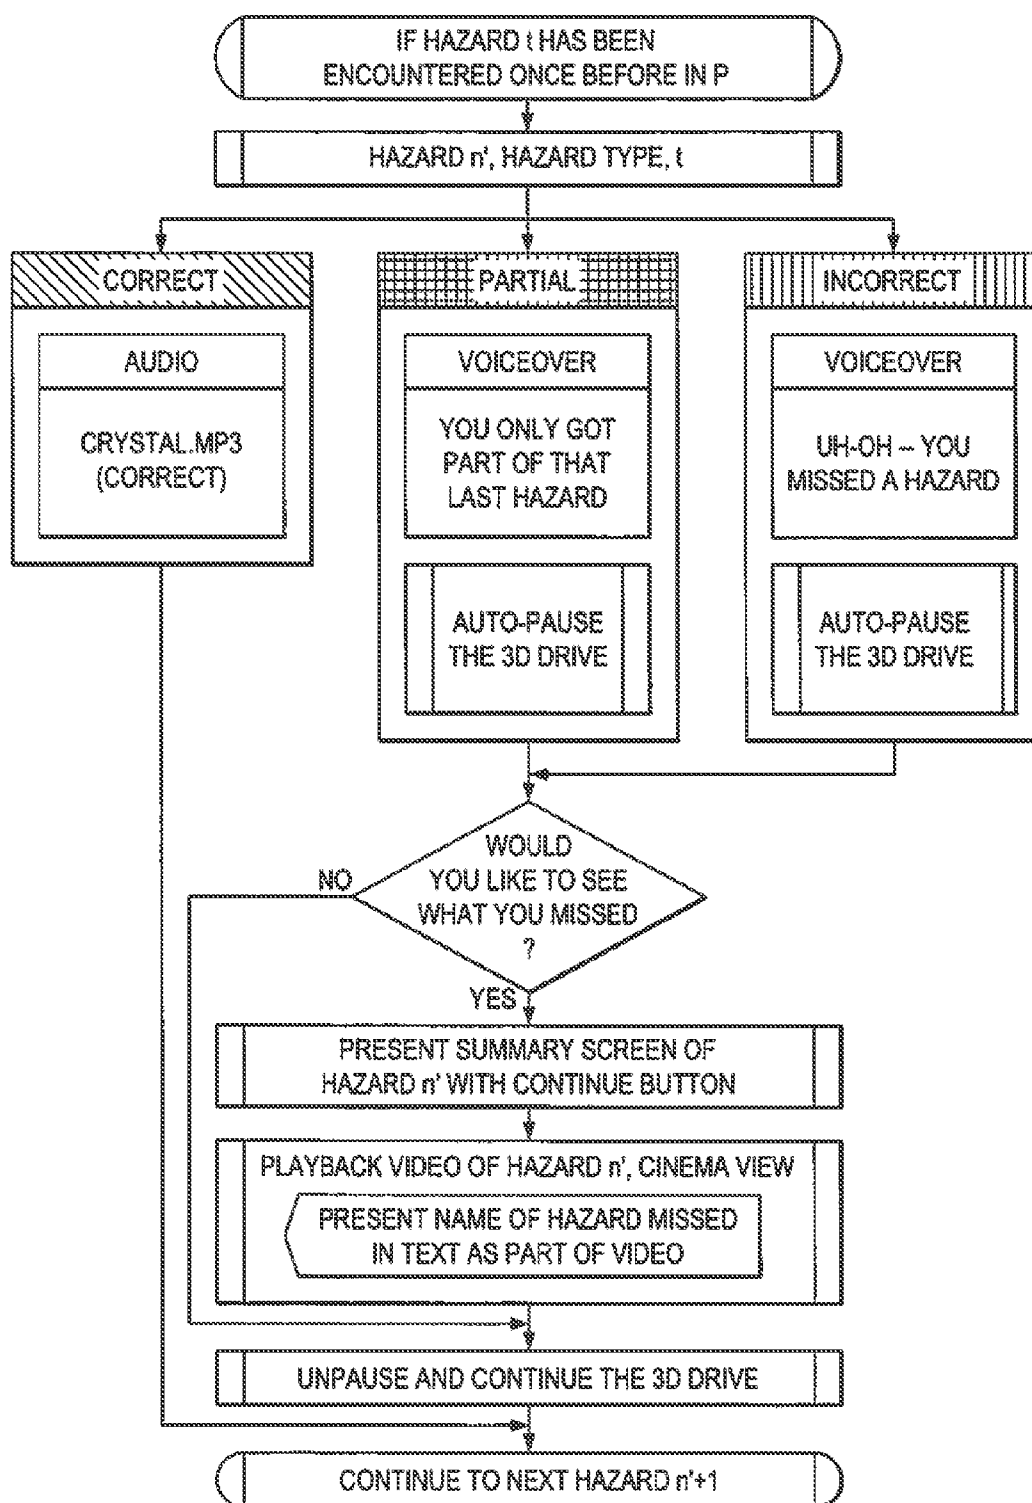 IF HAZARD t HAS BEEN
ENCOUNTERED ONCE BEFORE IN P
HAZARD n', HAZARD TYPE, t
CORRECT
AUDIO
CRYSTAL.MP3
(CORRECT)
PARTIAL
VOICEOVER
YOU ONLY GOT
PART OF THAT
LAST HAZARD
AUTO-PAUSE
THE 3D DRIVE
INCORRECT
VOICEOVER
UH-OH – YOU
MISSED A HAZARD
AUTO-PAUSE
THE 3D DRIVE
WOULD
YOU LIKE TO SEE
WHAT YOU MISSED
?
NO
YES
PRESENT SUMMARY SCREEN OF
HAZARD n' WITH CONTINUE BUTTON
PLAYBACK VIDEO OF HAZARD n', CINEMA VIEW
PRESENT NAME OF HAZARD MISSED
IN TEXT AS PART OF VIDEO
UNPAUSE AND CONTINUE THE 3D DRIVE
CONTINUE TO NEXT HAZARD n'+1